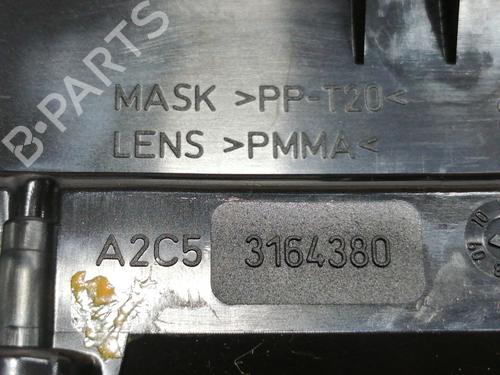 B-PARTS
MASK >PP-T20<
LENS >PMMA<
A2C5 3164380